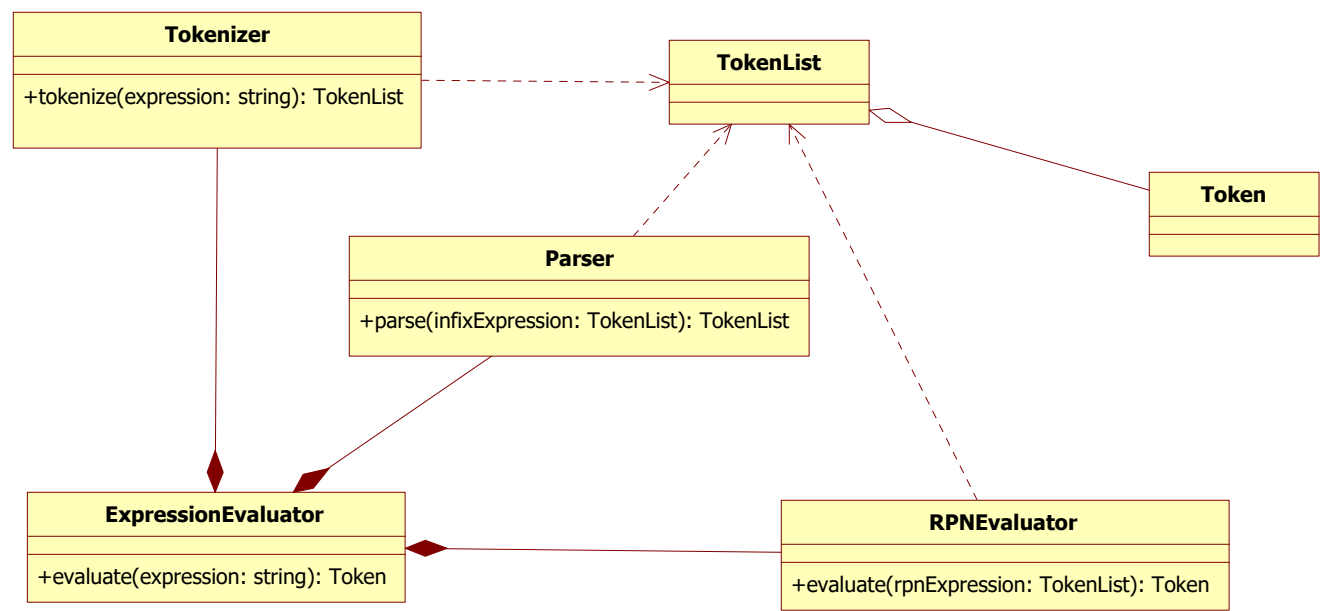 Tokenizer
+tokenize(expression: string): TokenList
TokenList
Token
Parser
+parse(infixExpression: TokenList): TokenList
ExpressionEvaluator
+evaluate(expression: string): Token
RPNEvaluator
+evaluate(rpnExpression: TokenList): Token